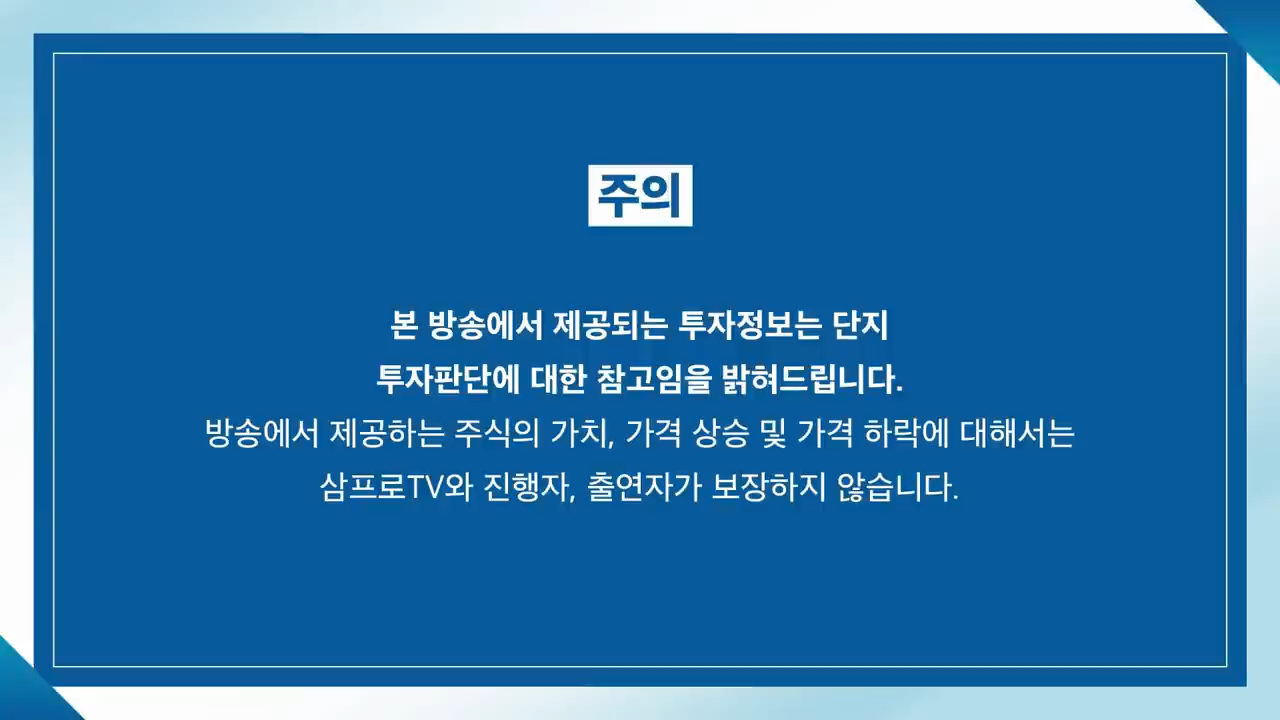 주의
본 방송에서 제공되는 투자정보는 단지
투자판단에 대한 참고임을 밝혀드립니다.
방송에서 제공하는 주식의 가치, 가격 상승 및 가격 하락에 대해서는
삼프로TV와 진행자, 출연자가 보장하지 않습니다.